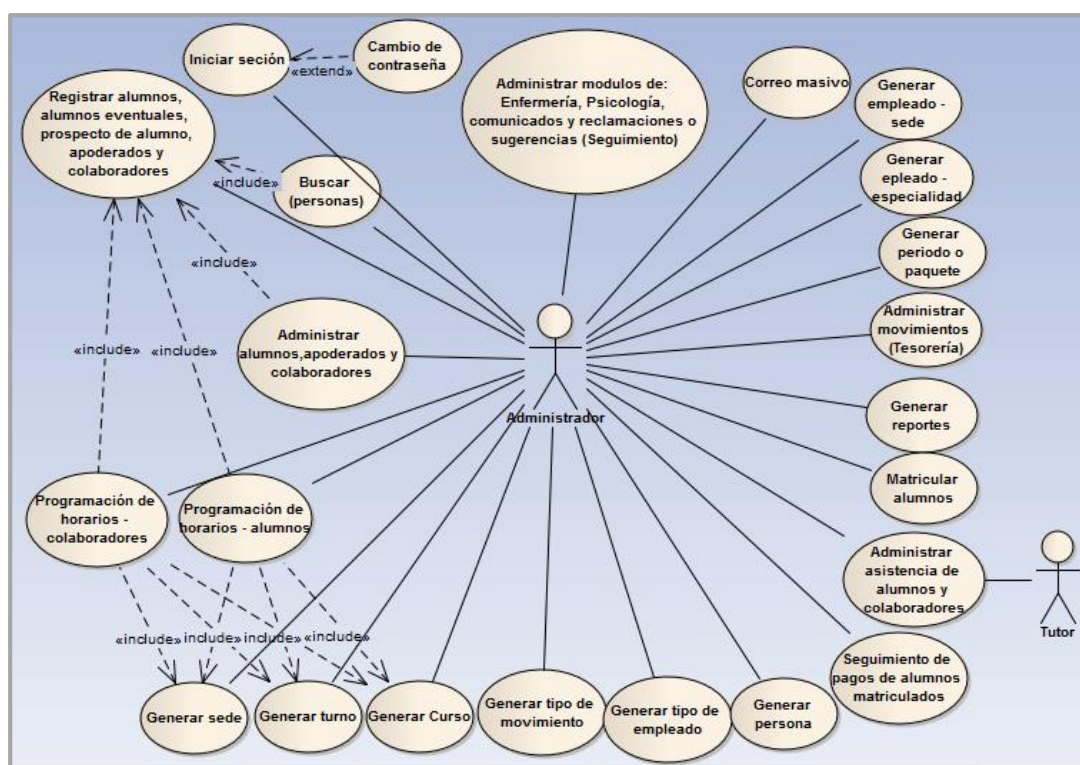 Iniciar seción
«extend»
Cambio de
contraseña
Registrar alumnos,
alumnos eventuales,
prospecto de alumno,
apoderados y
colaboradores
Administrar modulos de:
Enfermería, Psicología,
comunicados y reclamaciones o
sugerencias (Seguimiento)
Correo masivo
Generar
empleado -
sede
Generar
epleado -
especialidad
«include»
Buscar
(personas)
Generar
periodo o
paquete
«include»
Administrar
alumnos,apoderados y
colaboradores
Administrar
movimientos
(Tesorería)
«include»
«include»
Administrador
Generar
reportes
Matricular
alumnos
Programación de
horarios -
colaboradores
Programación de
horarios - alumnos
Administrar
asistencia de
alumnos y
colaboradores
Tutor
«include»
«include»
«include»
«include»
Seguimiento de
pagos de alumnos
matriculados
Generar sede
Generar turno
Generar Curso
Generar tipo de
movimiento
Generar tipo de
empleado
Generar
persona